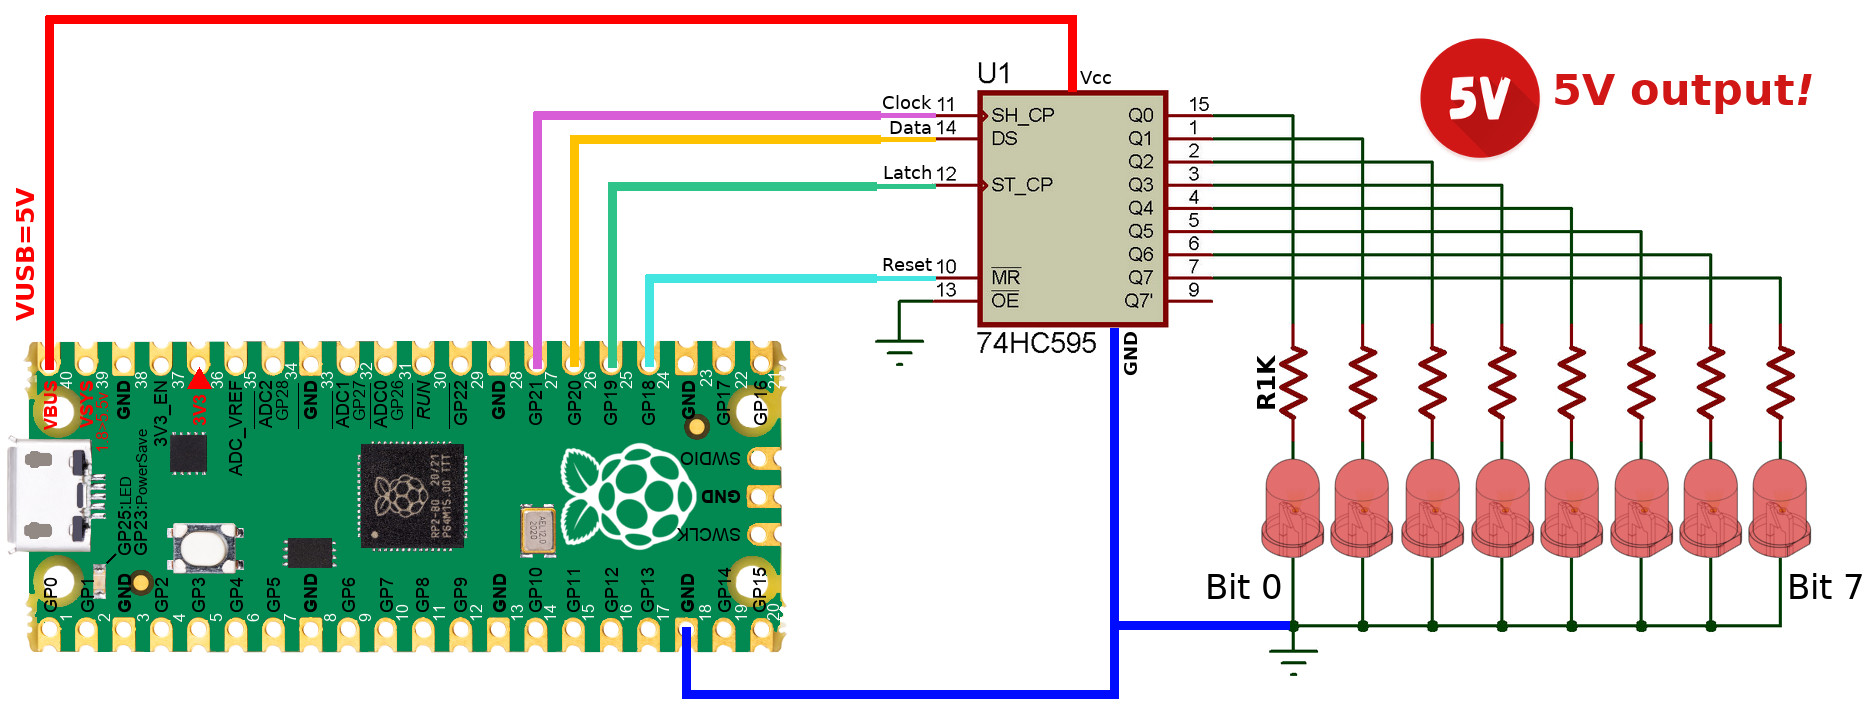 5V
5V output!
U1
Vcc
Clock 11 SH_CP Q0 15
Data 14 DS Q1 1
Q2 2
Latch 12 ST_CP Q3 3
Q4 4
Q5 5
Q6 6
Reset 10 MR Q7 7
13 OE Q7' 9
74HC595
GND
VUSB=5V
R1K
Bit 0
Bit 7
VBUS 40
VSYS 39
1.8>5.5v
GND 38
3V3_EN 37
3V3 36
ADC_VREF 35
ADC2 GP28 34
GND 33
ADC1 GP27 32
ADC0 GP26 31
RUN 30
GP22 29
GND 28
GP21 27
GP20 26
GP19 25
GP18 24
GND 23
GP17 22
GP16 21
GP25:LED
GP23:PowerSave
RP2-B0 20/21
P64M15.00 TTT
SWDIO
GND
SWCLK
GP0 1
GP1 2
GND 3
GP2 4
GP3 5
GP4 6
GP5 7
GND 8
GP6 9
GP7 10
GP8 11
GP9 12
GND 13
GP10 14
GP11 15
GP12 16
GP13 17
GND 18
GP14 19
GP15 20